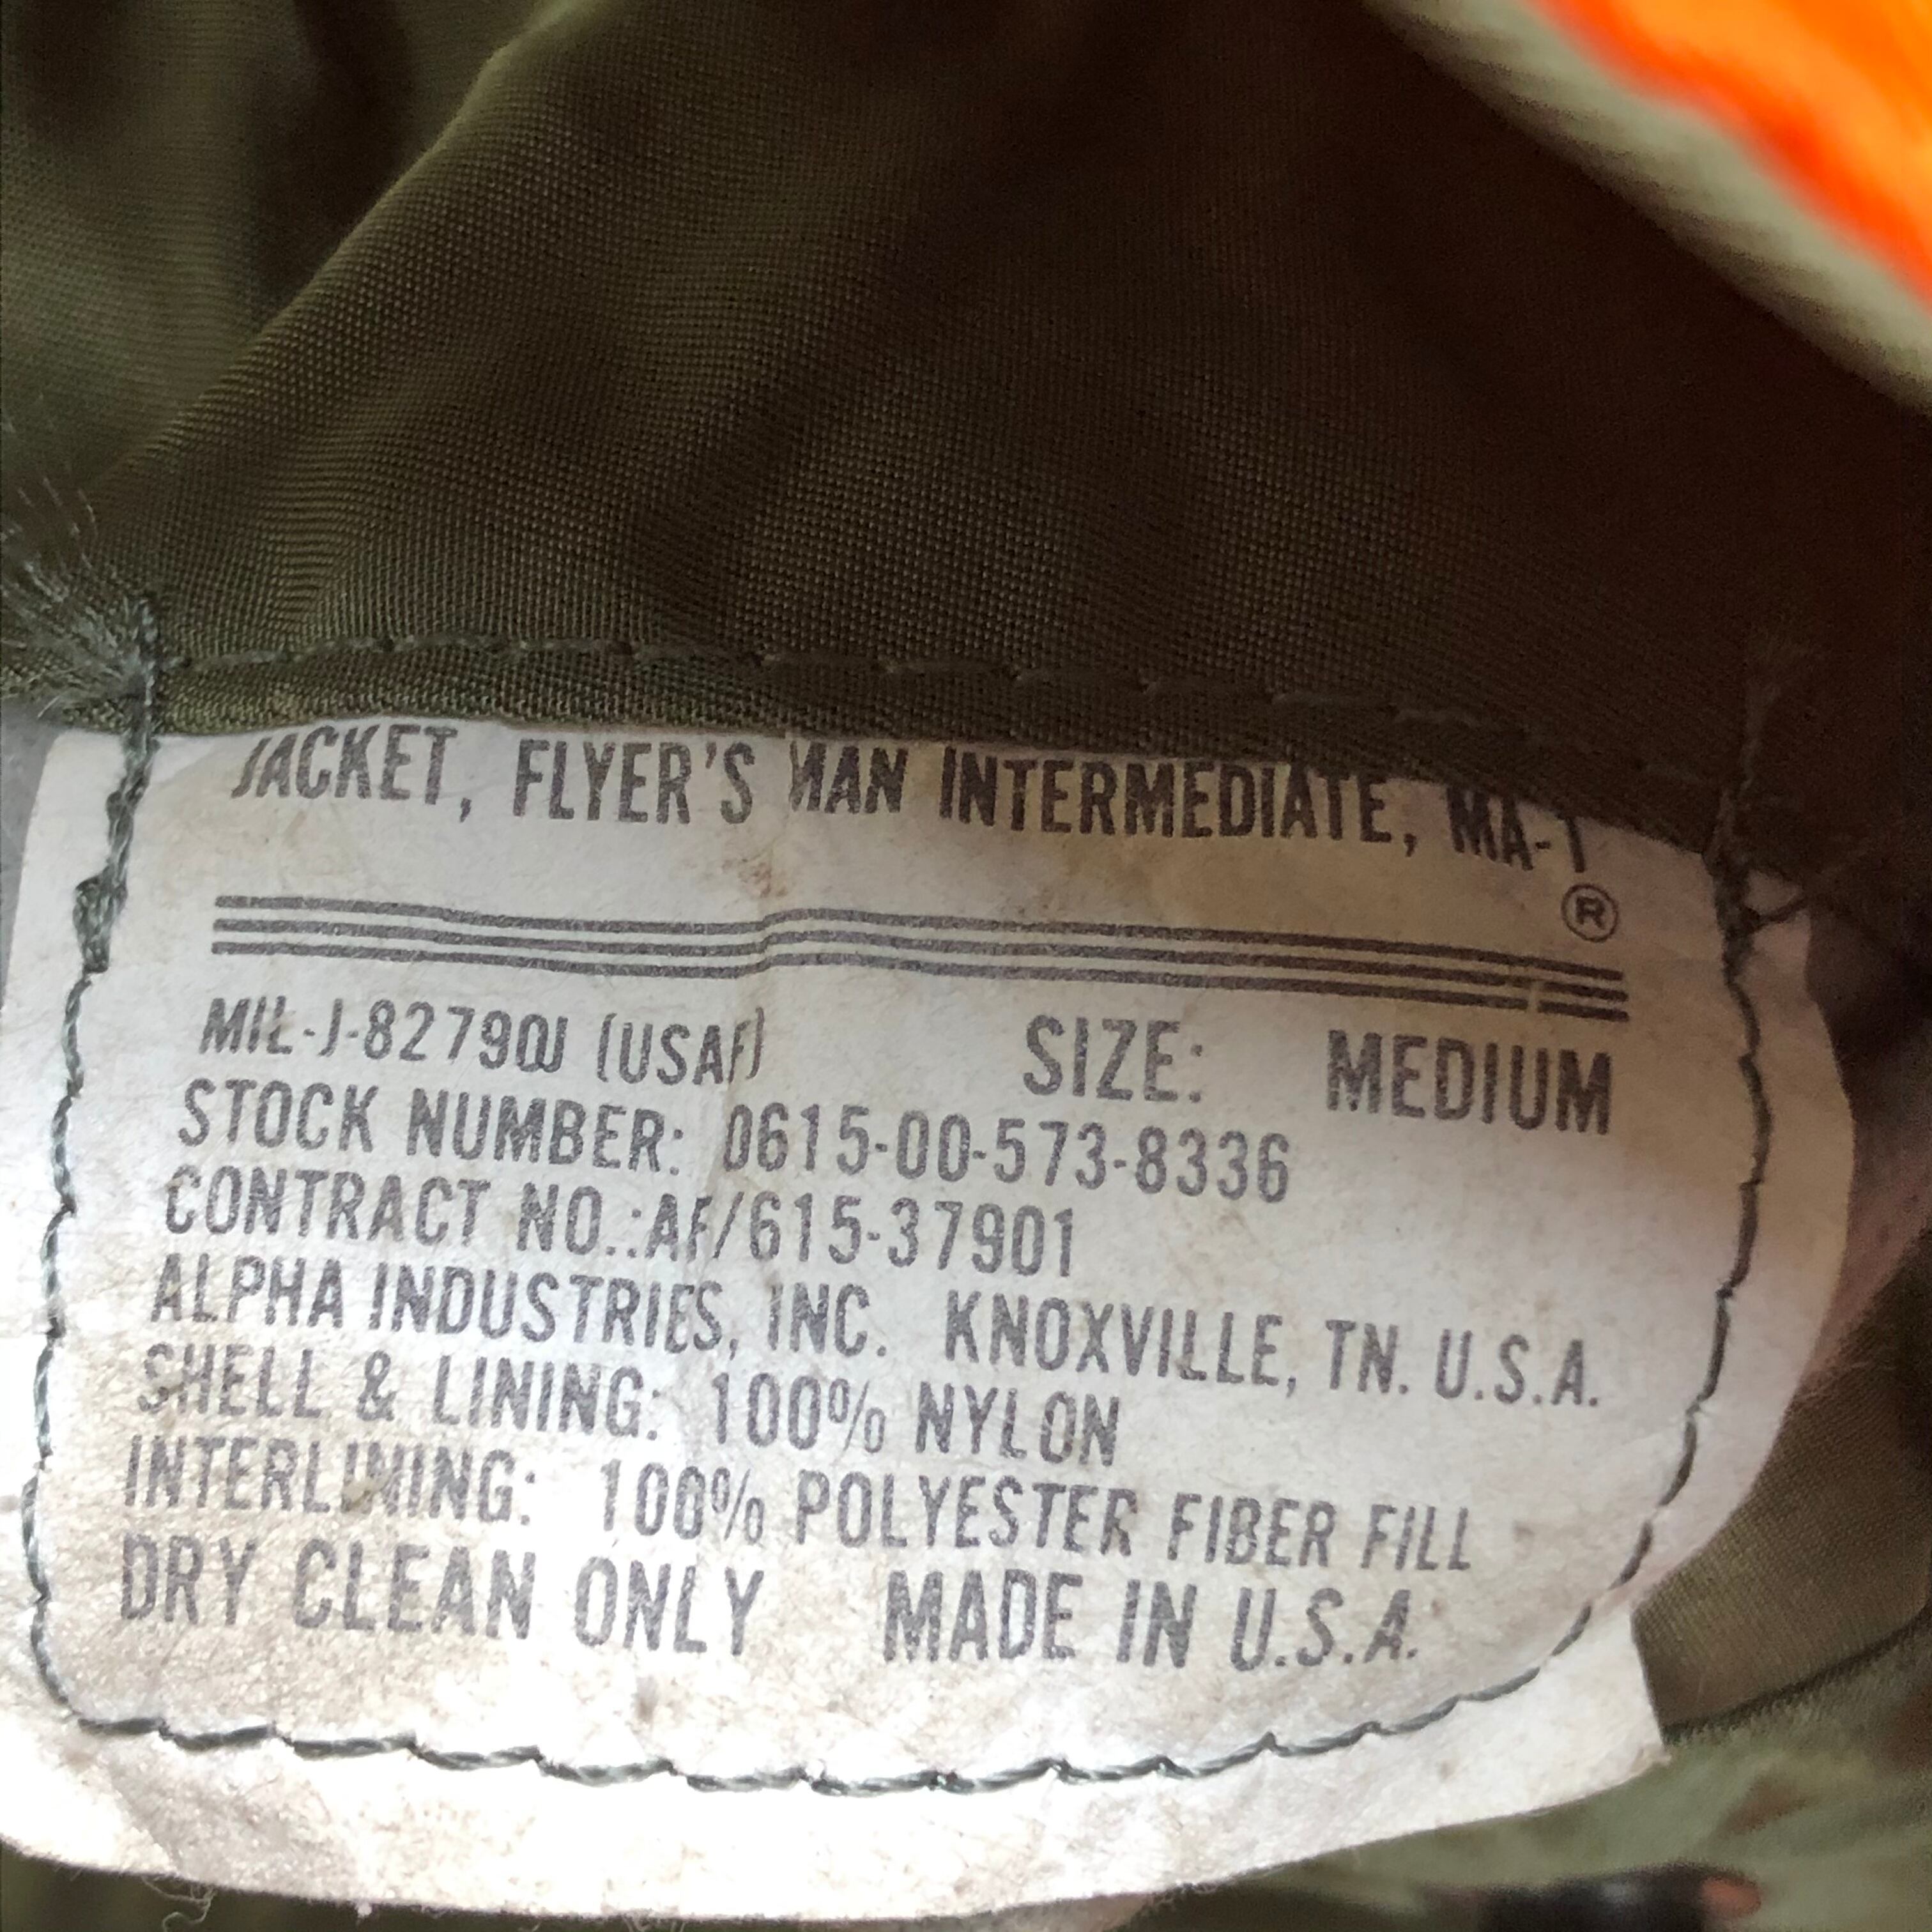 JACKET, FLYER'S MAN INTERMEDIATE, MA-1
®
MIL-J-82790J (USAF) SIZE: MEDIUM
STOCK NUMBER: 0615-00-573-8336
CONTRACT NO.:AF/615-37901
ALPHA INDUSTRIES, INC. KNOXVILLE, TN. U.S.A.
SHELL & LINING: 100% NYLON
INTERLINING: 100% POLYESTER FIBER FILL
DRY CLEAN ONLY MADE IN U.S.A.